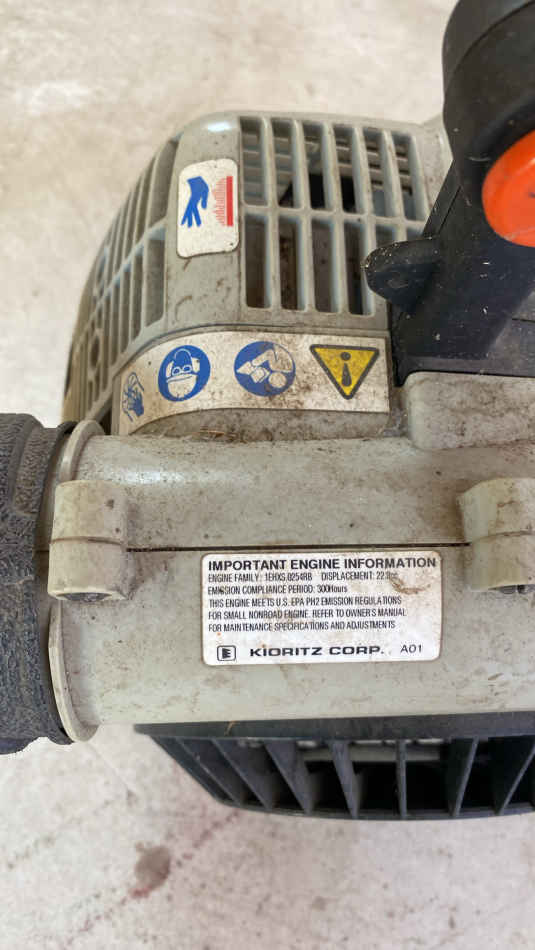 IMPORTANT ENGINE INFORMATION
ENGINE FAMILY: 1EHXS.0254RB DISPLACEMENT: 22.8cc
EMISSION COMPLIANCE PERIOD: 300Hours
THIS ENGINE MEETS U.S. EPA PH2 EMISSION REGULATIONS
FOR SMALL NONROAD ENGINE. REFER TO OWNER'S MANUAL
FOR MAINTENANCE SPECIFICATIONS AND ADJUSTMENTS
KIORITZ CORP. A01